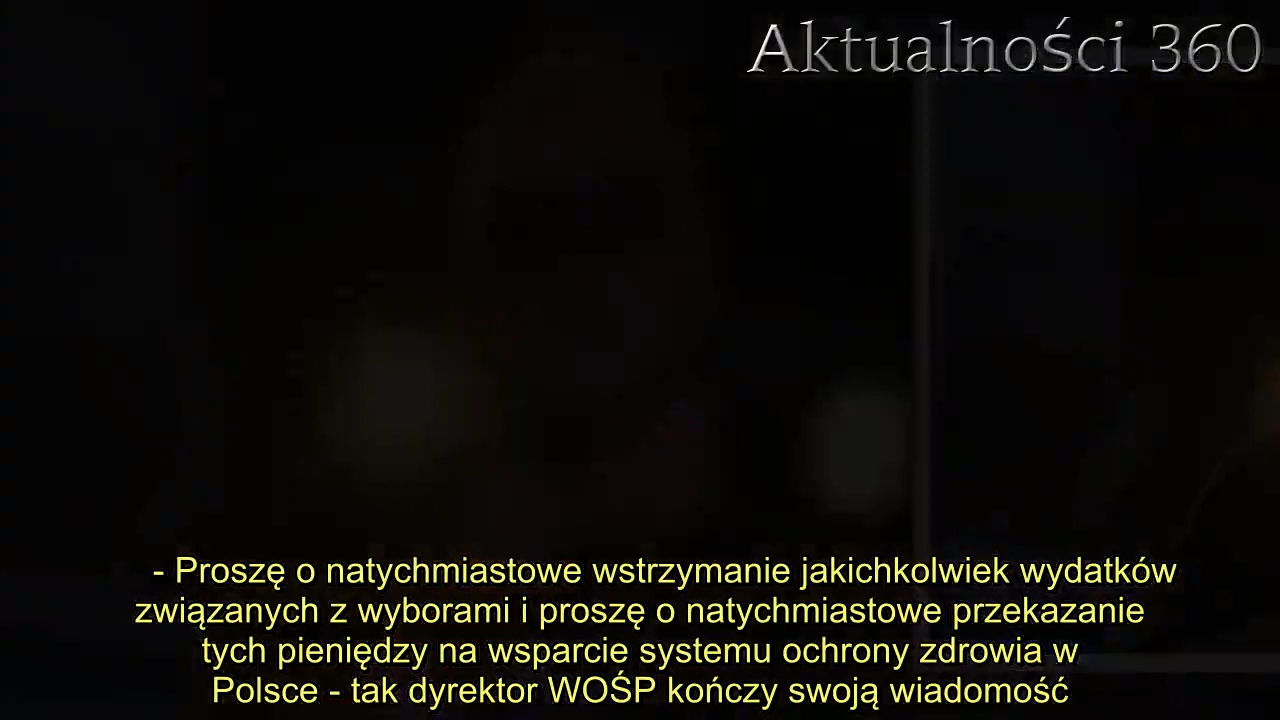 Aktualności 360
- Proszę o natychmiastowe wstrzymanie jakichkolwiek wydatków
związanych z wyborami i proszę o natychmiastowe przekazanie
tych pieniędzy na wsparcie systemu ochrony zdrowia w
Polsce - tak dyrektor WOŚP kończy swoją wiadomość